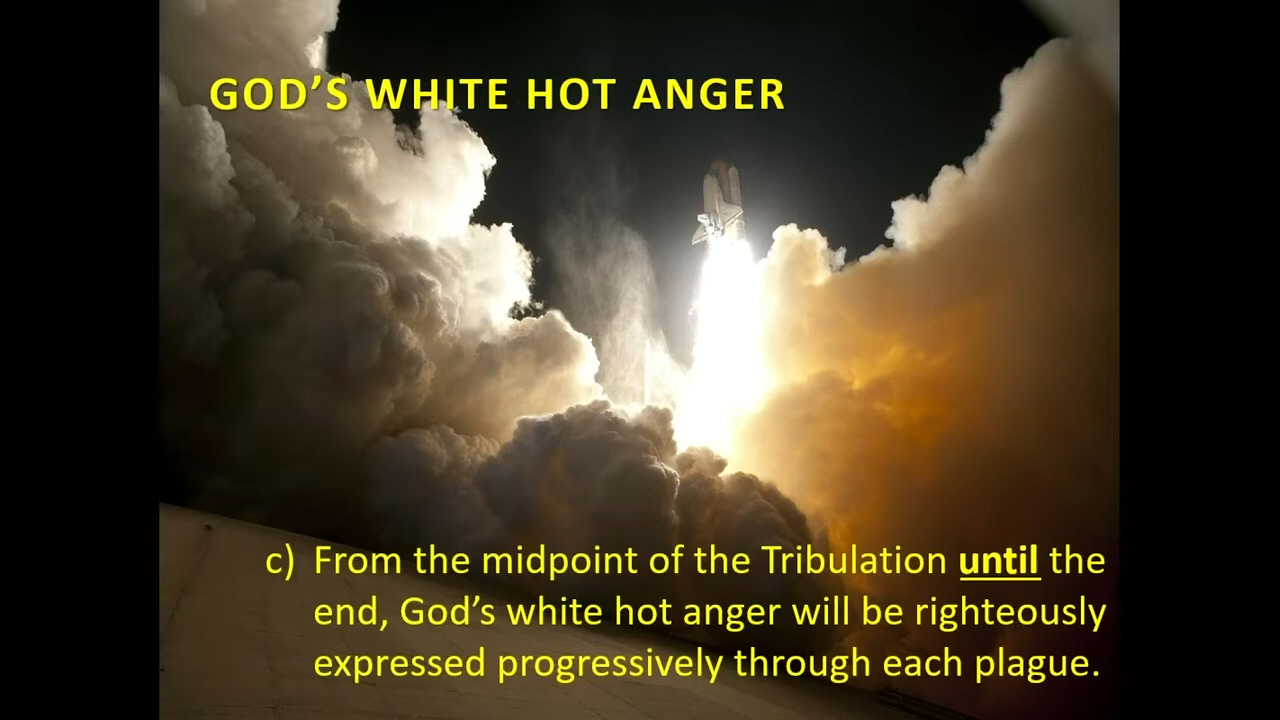 GOD’S WHITE HOT ANGER
c) From the midpoint of the Tribulation until the
end, God’s white hot anger will be righteously
expressed progressively through each plague.